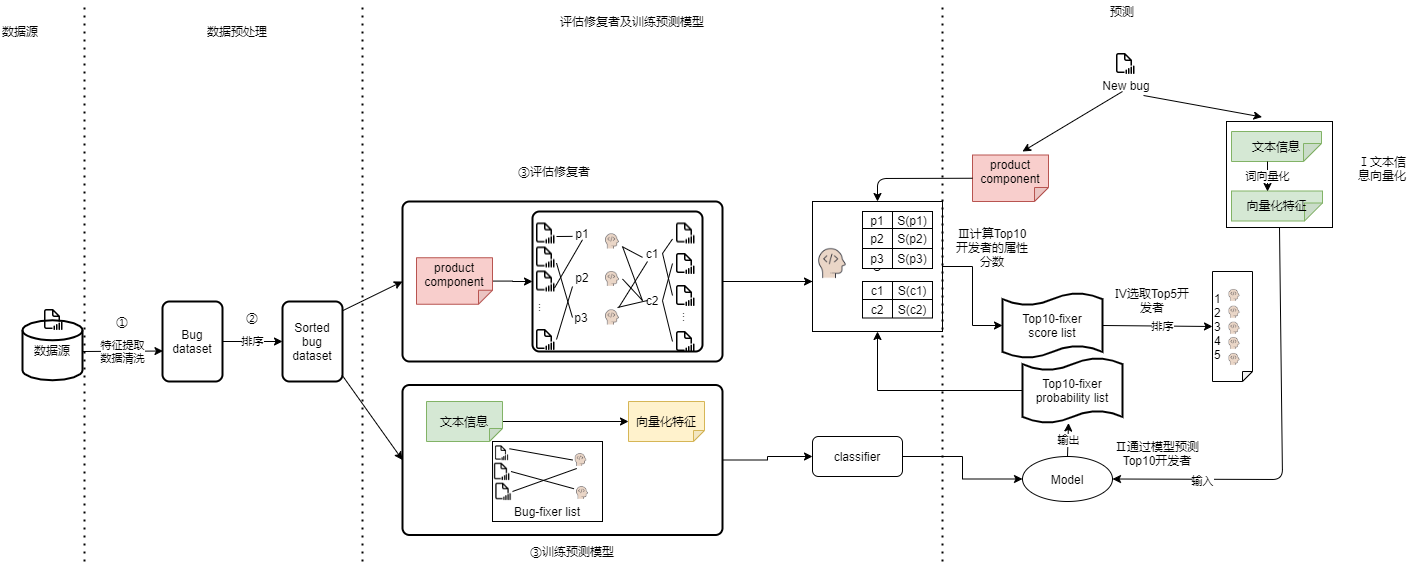 数据源
数据预处理
评估修复者及训练预测模型
预测
数据源
①
特征提取
数据清洗
Bug
dataset
②
排序
Sorted
bug
dataset
③评估修复者
product
component
p1
p2
p3
c1
c2
文本信息
向量化特征
Bug-fixer list
③训练预测模型
p1 S(p1)
p2 S(p2)
p3 S(p3)
c1 S(c1)
c2 S(c2)
classifier
New bug
product
component
文本信息
词向量化
向量化特征
Ⅰ文本信
息向量化
Ⅲ计算Top10
开发者的属性
分数
Top10-fixer
score list
Ⅳ选取Top5开
发者
排序
1
2
3
4
5
Top10-fixer
probability list
输出
Model
Ⅱ通过模型预测
Top10开发者
输入